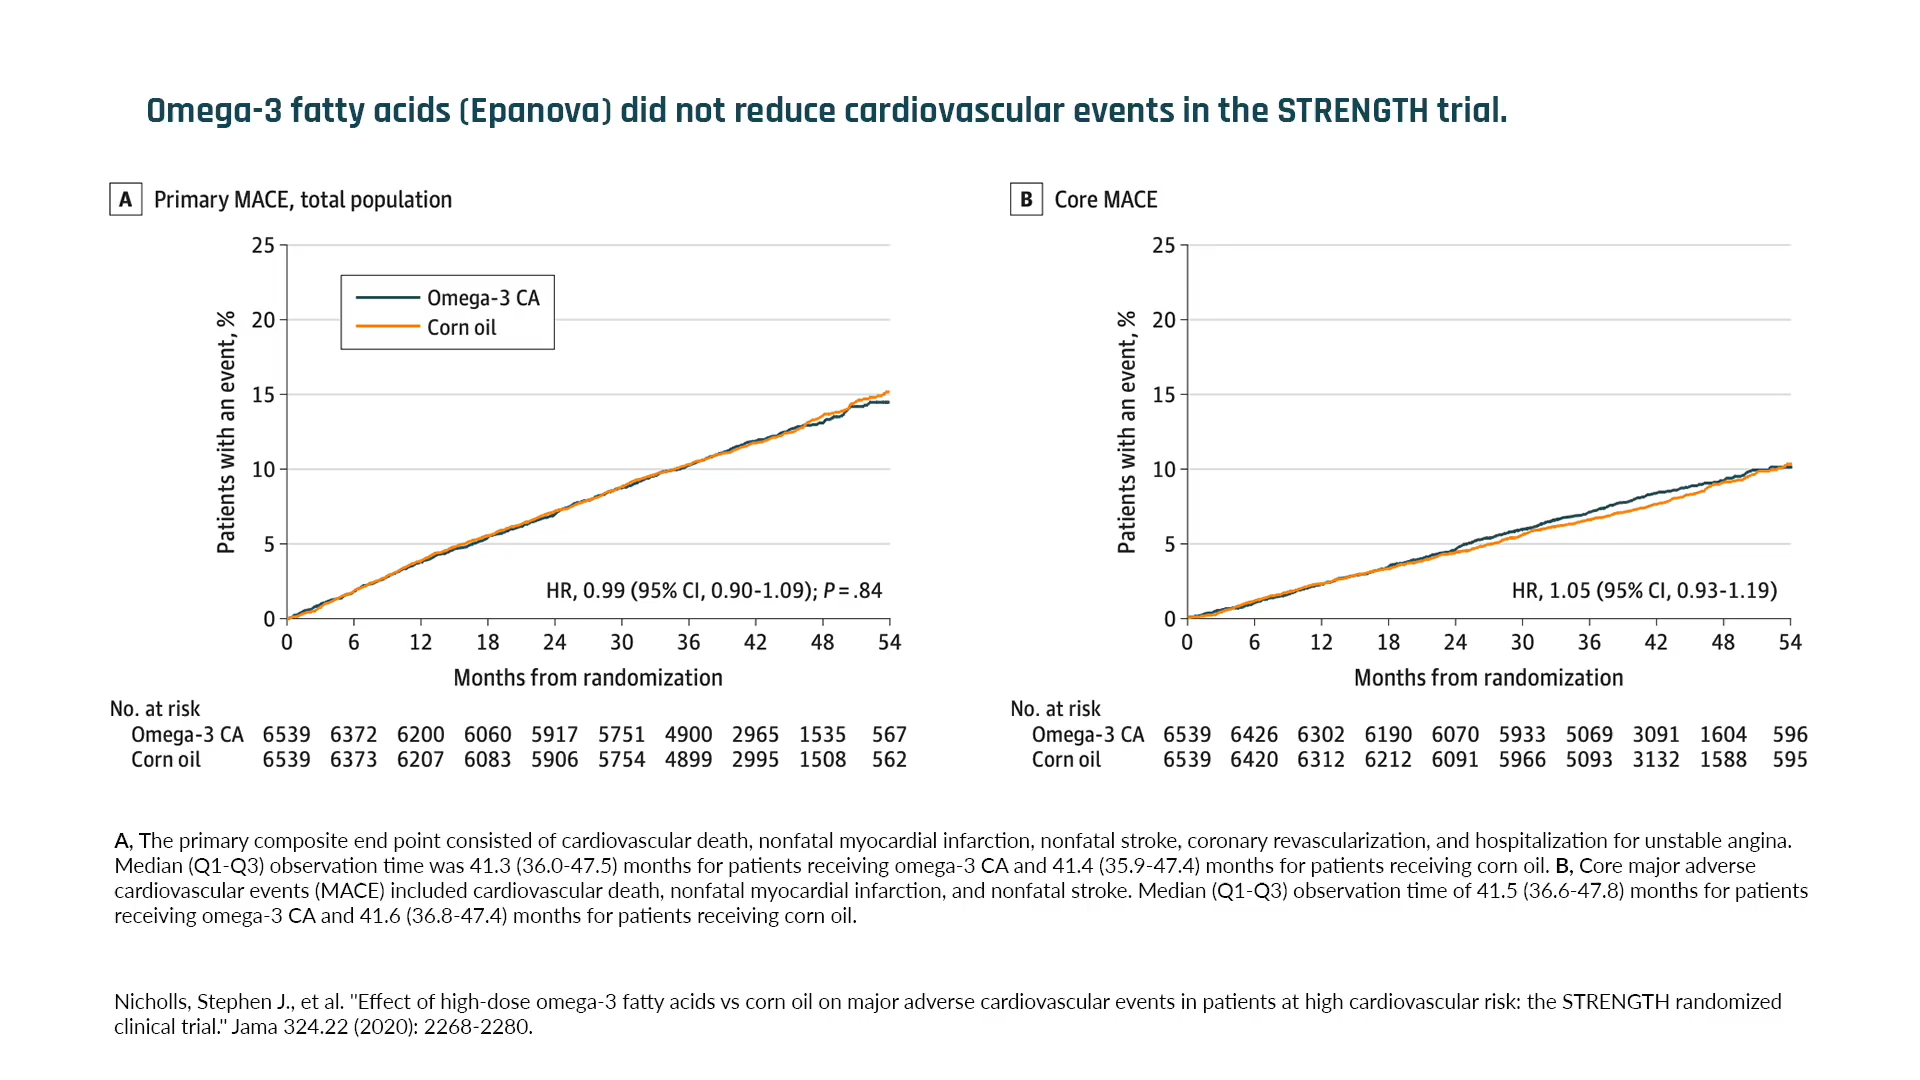 Omega-3 fatty acids (Epanova) did not reduce cardiovascular events in the STRENGTH trial.
A Primary MACE, total population
Patients with an event, %
25
20
15
10
5
0
Omega-3 CA
Corn oil
HR, 0.99 (95% CI, 0.90-1.09); P = .84
0 6 12 18 24 30 36 42 48 54
Months from randomization
No. at risk
Omega-3 CA 6539 6372 6200 6060 5917 5751 4900 2965 1535 567
Corn oil 6539 6373 6207 6083 5906 5754 4899 2995 1508 562
B Core MACE
Patients with an event, %
25
20
15
10
5
0
HR, 1.05 (95% CI, 0.93-1.19)
0 6 12 18 24 30 36 42 48 54
Months from randomization
No. at risk
Omega-3 CA 6539 6426 6302 6190 6070 5933 5069 3091 1604 596
Corn oil 6539 6420 6312 6212 6091 5966 5093 3132 1588 595
A, The primary composite end point consisted of cardiovascular death, nonfatal myocardial infarction, nonfatal stroke, coronary revascularization, and hospitalization for unstable angina.
Median (Q1-Q3) observation time was 41.3 (36.0-47.5) months for patients receiving omega-3 CA and 41.4 (35.9-47.4) months for patients receiving corn oil. B, Core major adverse
cardiovascular events (MACE) included cardiovascular death, nonfatal myocardial infarction, and nonfatal stroke. Median (Q1-Q3) observation time of 41.5 (36.6-47.8) months for patients
receiving omega-3 CA and 41.6 (36.8-47.4) months for patients receiving corn oil.
Nicholls, Stephen J., et al. "Effect of high-dose omega-3 fatty acids vs corn oil on major adverse cardiovascular events in patients at high cardiovascular risk: the STRENGTH randomized
clinical trial." Jama 324.22 (2020): 2268-2280.